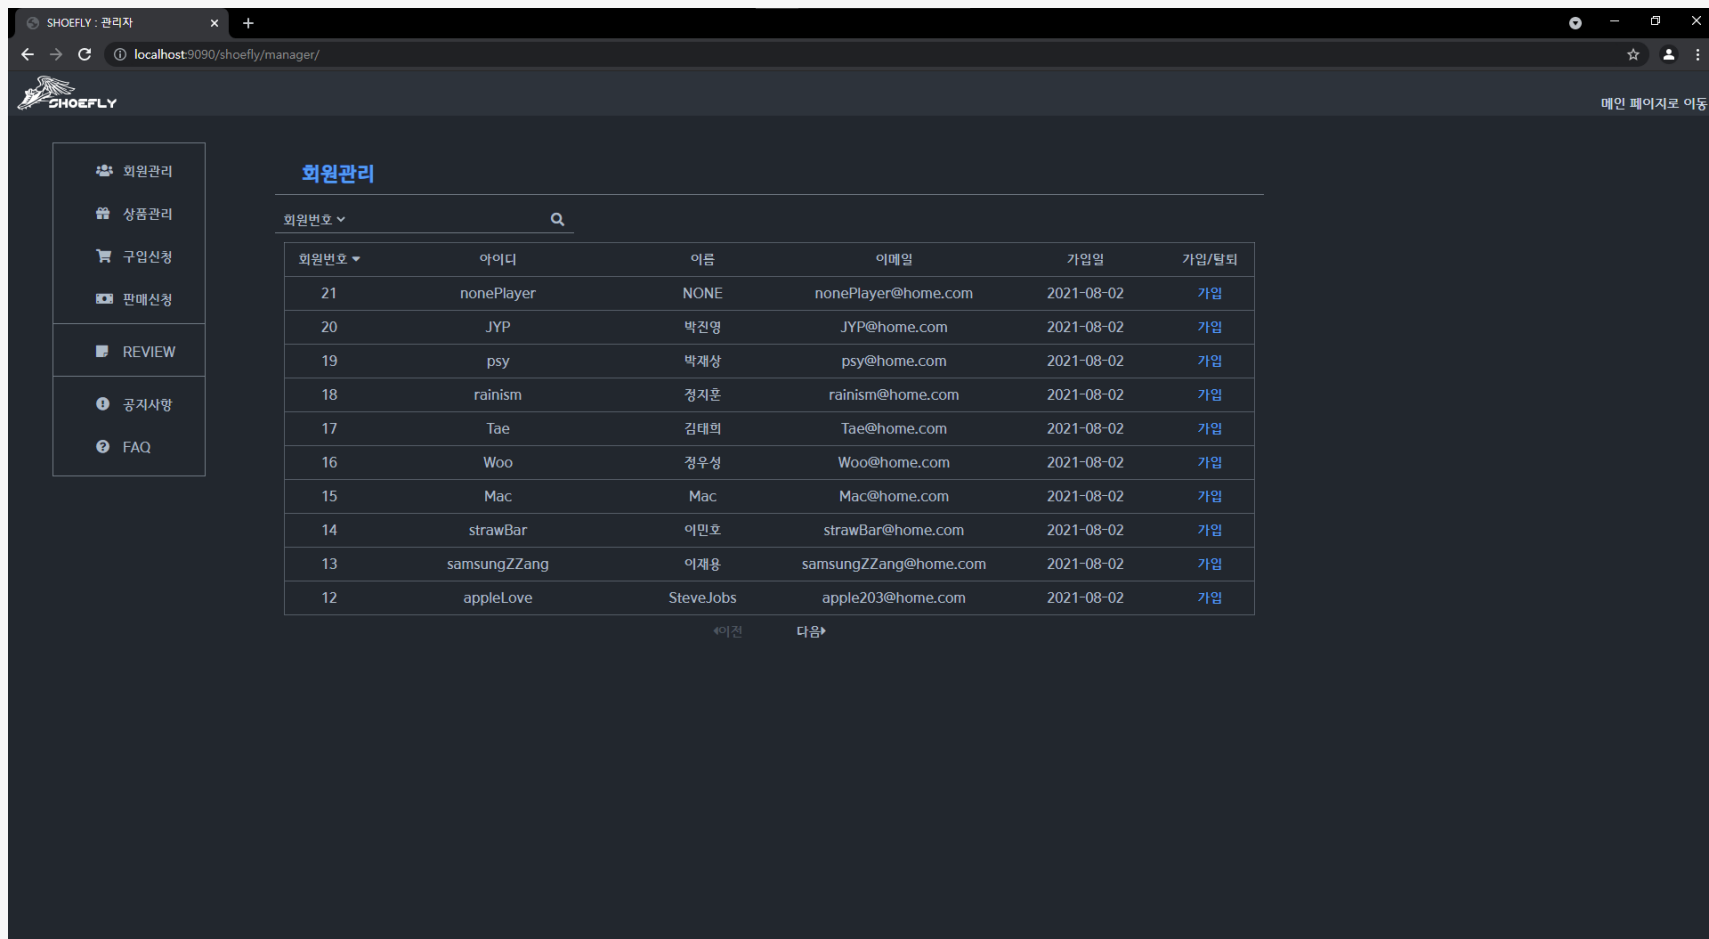 SHOEFLY : 관리자
localhost:9090/shoefly/manager/
SHOEFLY
메인 페이지로 이동
회원관리
상품관리
구입신청
판매신청
REVIEW
공지사항
FAQ
회원관리
회원번호
회원번호 아이디 이름 이메일 가입일 가입/탈퇴
21 nonePlayer NONE nonePlayer@home.com 2021-08-02 가입
20 JYP 박진영 JYP@home.com 2021-08-02 가입
19 psy 박재상 psy@home.com 2021-08-02 가입
18 rainism 정지훈 rainism@home.com 2021-08-02 가입
17 Tae 김태희 Tae@home.com 2021-08-02 가입
16 Woo 정우성 Woo@home.com 2021-08-02 가입
15 Mac Mac Mac@home.com 2021-08-02 가입
14 strawBar 이민호 strawBar@home.com 2021-08-02 가입
13 samsungZZang 이재용 samsungZZang@home.com 2021-08-02 가입
12 appleLove SteveJobs apple203@home.com 2021-08-02 가입
이전 다음